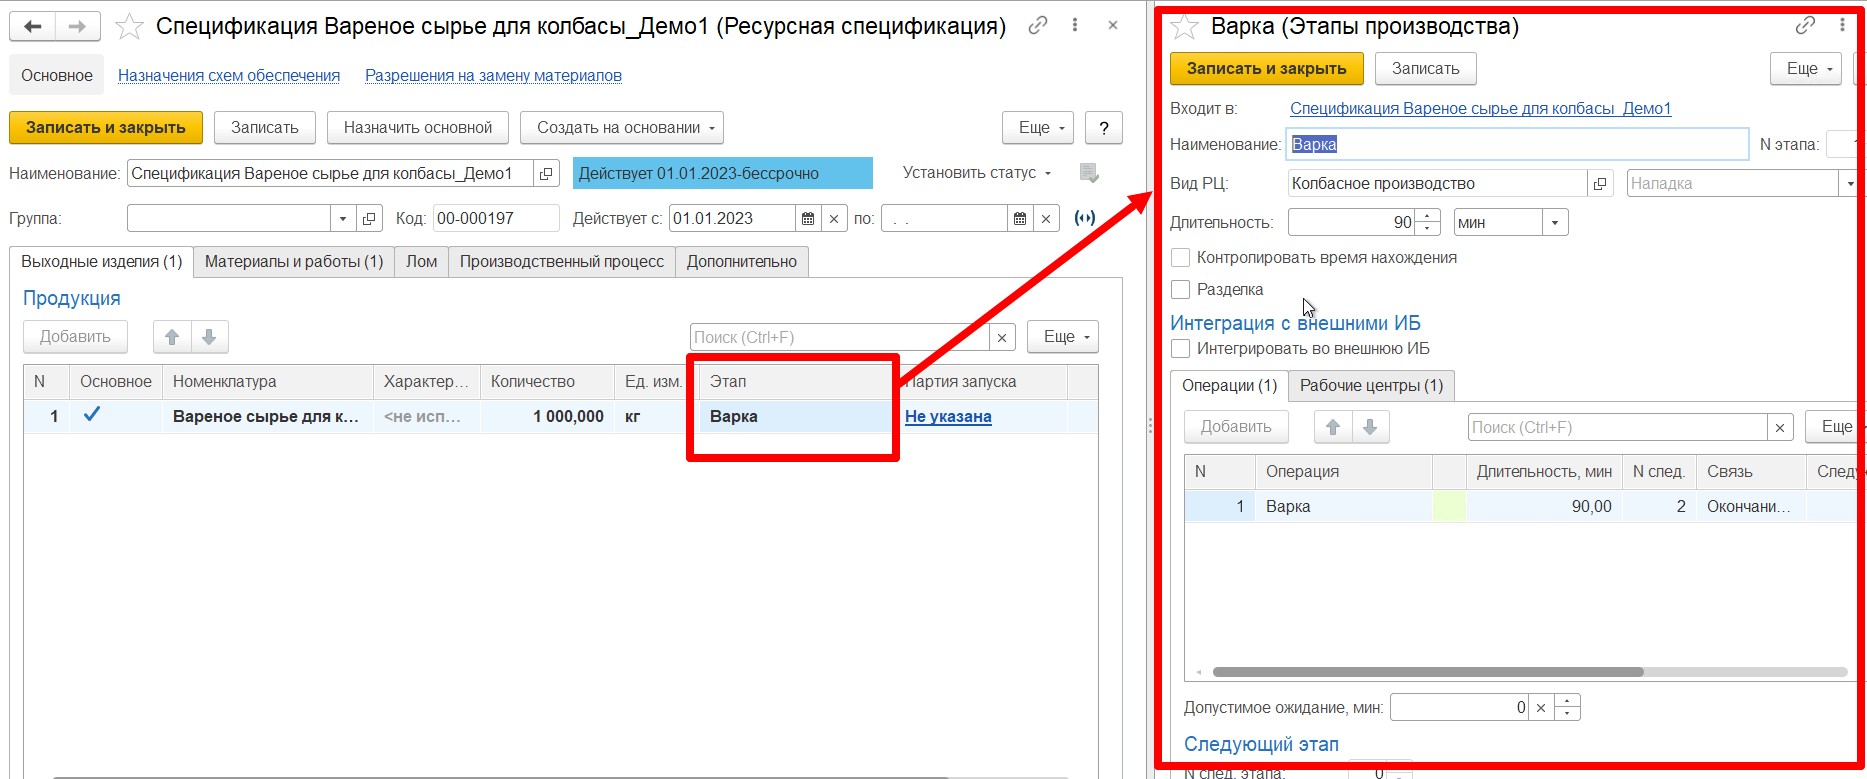 Спецификация Вареное сырье для колбасы_Демо1 (Ресурсная спецификация)
Основное Назначения схем обеспечения Разрешения на замену материалов
Записать и закрыть Записать Назначить основной Создать на основании Еще ?
Наименование: Спецификация Вареное сырье для колбасы_Демо1 Действует 01.01.2023-бессрочно Установить статус
Группа: Код: 00-000197 Действует с: 01.01.2023 по: . .
Выходные изделия (1) Материалы и работы (1) Лом Производственный процесс Дополнительно
Продукция
Добавить Поиск (Ctrl+F) Еще
N Основное Номенклатура Характер... Количество Ед. изм. Этап Партия запуска
1 Вареное сырье для к... <не исп... 1 000,000 кг Варка Не указана
Варка (Этапы производства)
Записать и закрыть Записать Еще
Входит в: Спецификация Вареное сырье для колбасы_Демо1
Наименование: Варка N этапа:
Вид РЦ: Колбасное производство Наладка
Длительность: 90 мин
Контролировать время нахождения
Разделка
Интеграция с внешними ИБ
Интегрировать во внешнюю ИБ
Операции (1) Рабочие центры (1)
Добавить Поиск (Ctrl+F) Еще
N Операция Длительность, мин N след. Связь Следу
1 Варка 90,00 2 Окончани...
Допустимое ожидание, мин: 0
Следующий этап
N след. этапа: 0